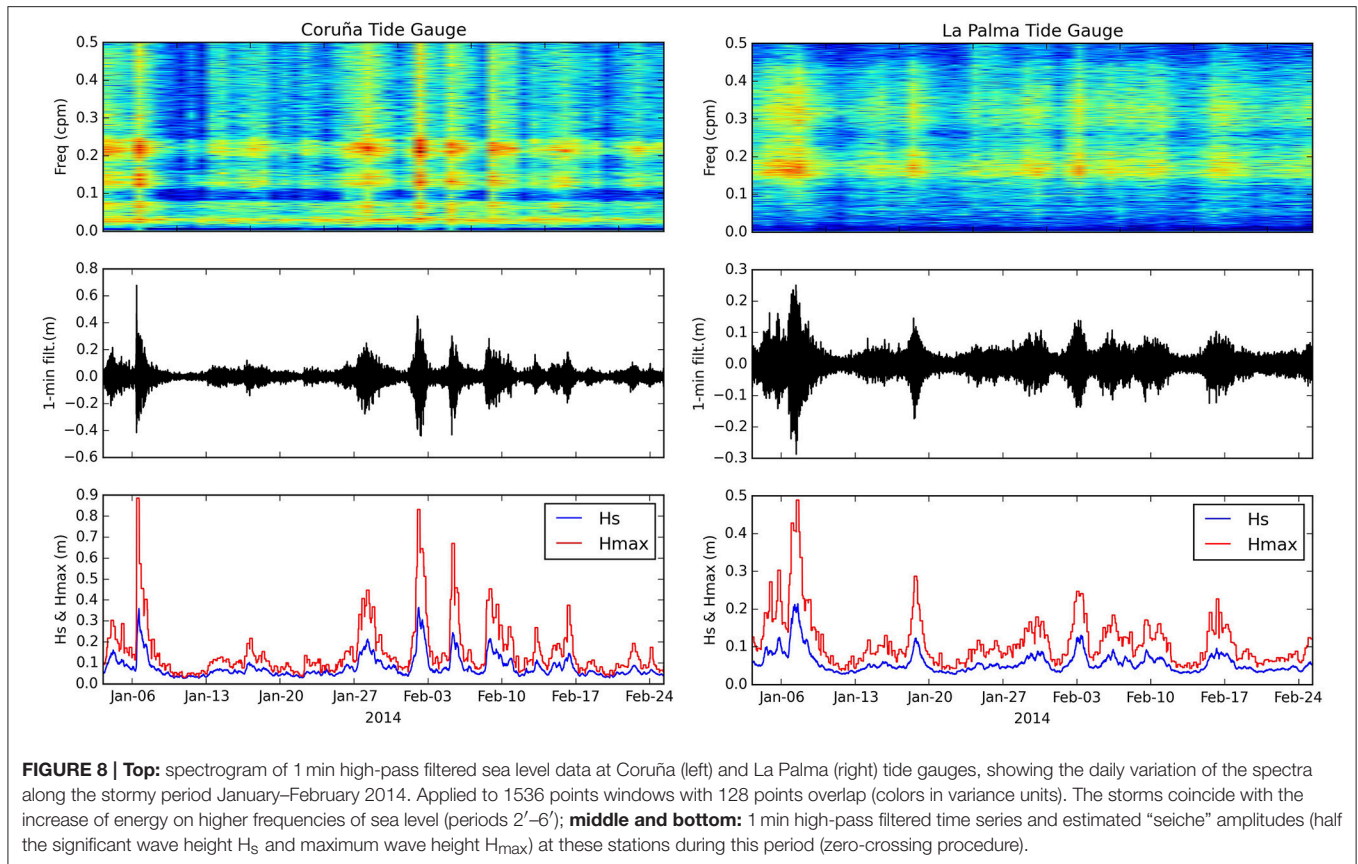 Coruña Tide Gauge
0.5
0.4
0.3
0.2
0.1
0.0
Freq (cpm)
0.8
0.6
0.4
0.2
0.0
−0.2
−0.4
−0.6
1-min filt.(m)
0.9
0.8
0.7
0.6
0.5
0.4
0.3
0.2
0.1
0.0
Hs & Hmax (m)
Hs
Hmax
Jan-06 Jan-13 Jan-20 Jan-27 Feb-03 Feb-10 Feb-17 Feb-24
2014
La Palma Tide Gauge
0.5
0.4
0.3
0.2
0.1
0.0
Freq (cpm)
0.3
0.2
0.1
0.0
−0.1
−0.2
−0.3
1-min filt.(m)
0.5
0.4
0.3
0.2
0.1
0.0
Hs & Hmax (m)
Hs
Hmax
Jan-06 Jan-13 Jan-20 Jan-27 Feb-03 Feb-10 Feb-17 Feb-24
2014
FIGURE 8 | Top: spectrogram of 1 min high-pass filtered sea level data at Coruña (left) and La Palma (right) tide gauges, showing the daily variation of the spectra
along the stormy period January–February 2014. Applied to 1536 points windows with 128 points overlap (colors in variance units). The storms coincide with the
increase of energy on higher frequencies of sea level (periods 2′–6′); middle and bottom: 1 min high-pass filtered time series and estimated “seiche” amplitudes (half
the significant wave height Hs and maximum wave height Hmax) at these stations during this period (zero-crossing procedure).